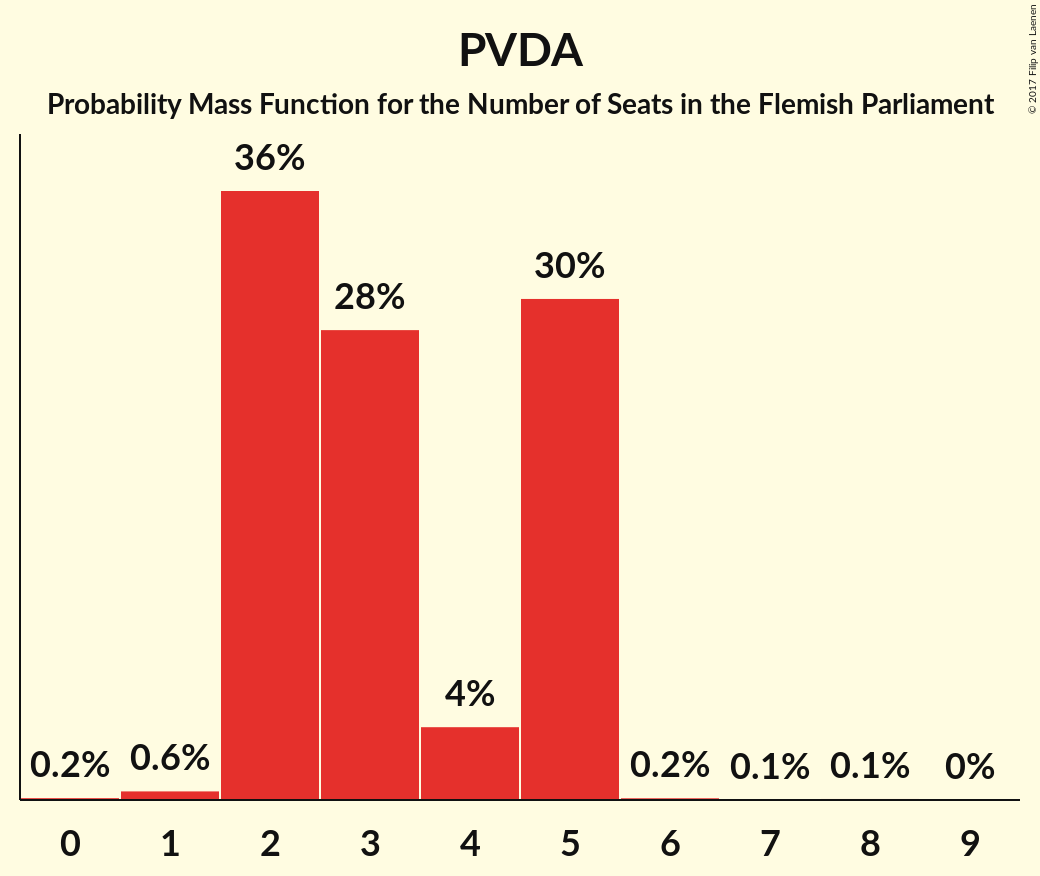 PVDA
Probability Mass Function for the Number of Seats in the Flemish Parliament
© 2017 Filip van Laenen
36%
30%
28%
4%
0.6%
0.2%
0.2%
0.1%
0.1%
0%
0 1 2 3 4 5 6 7 8 9